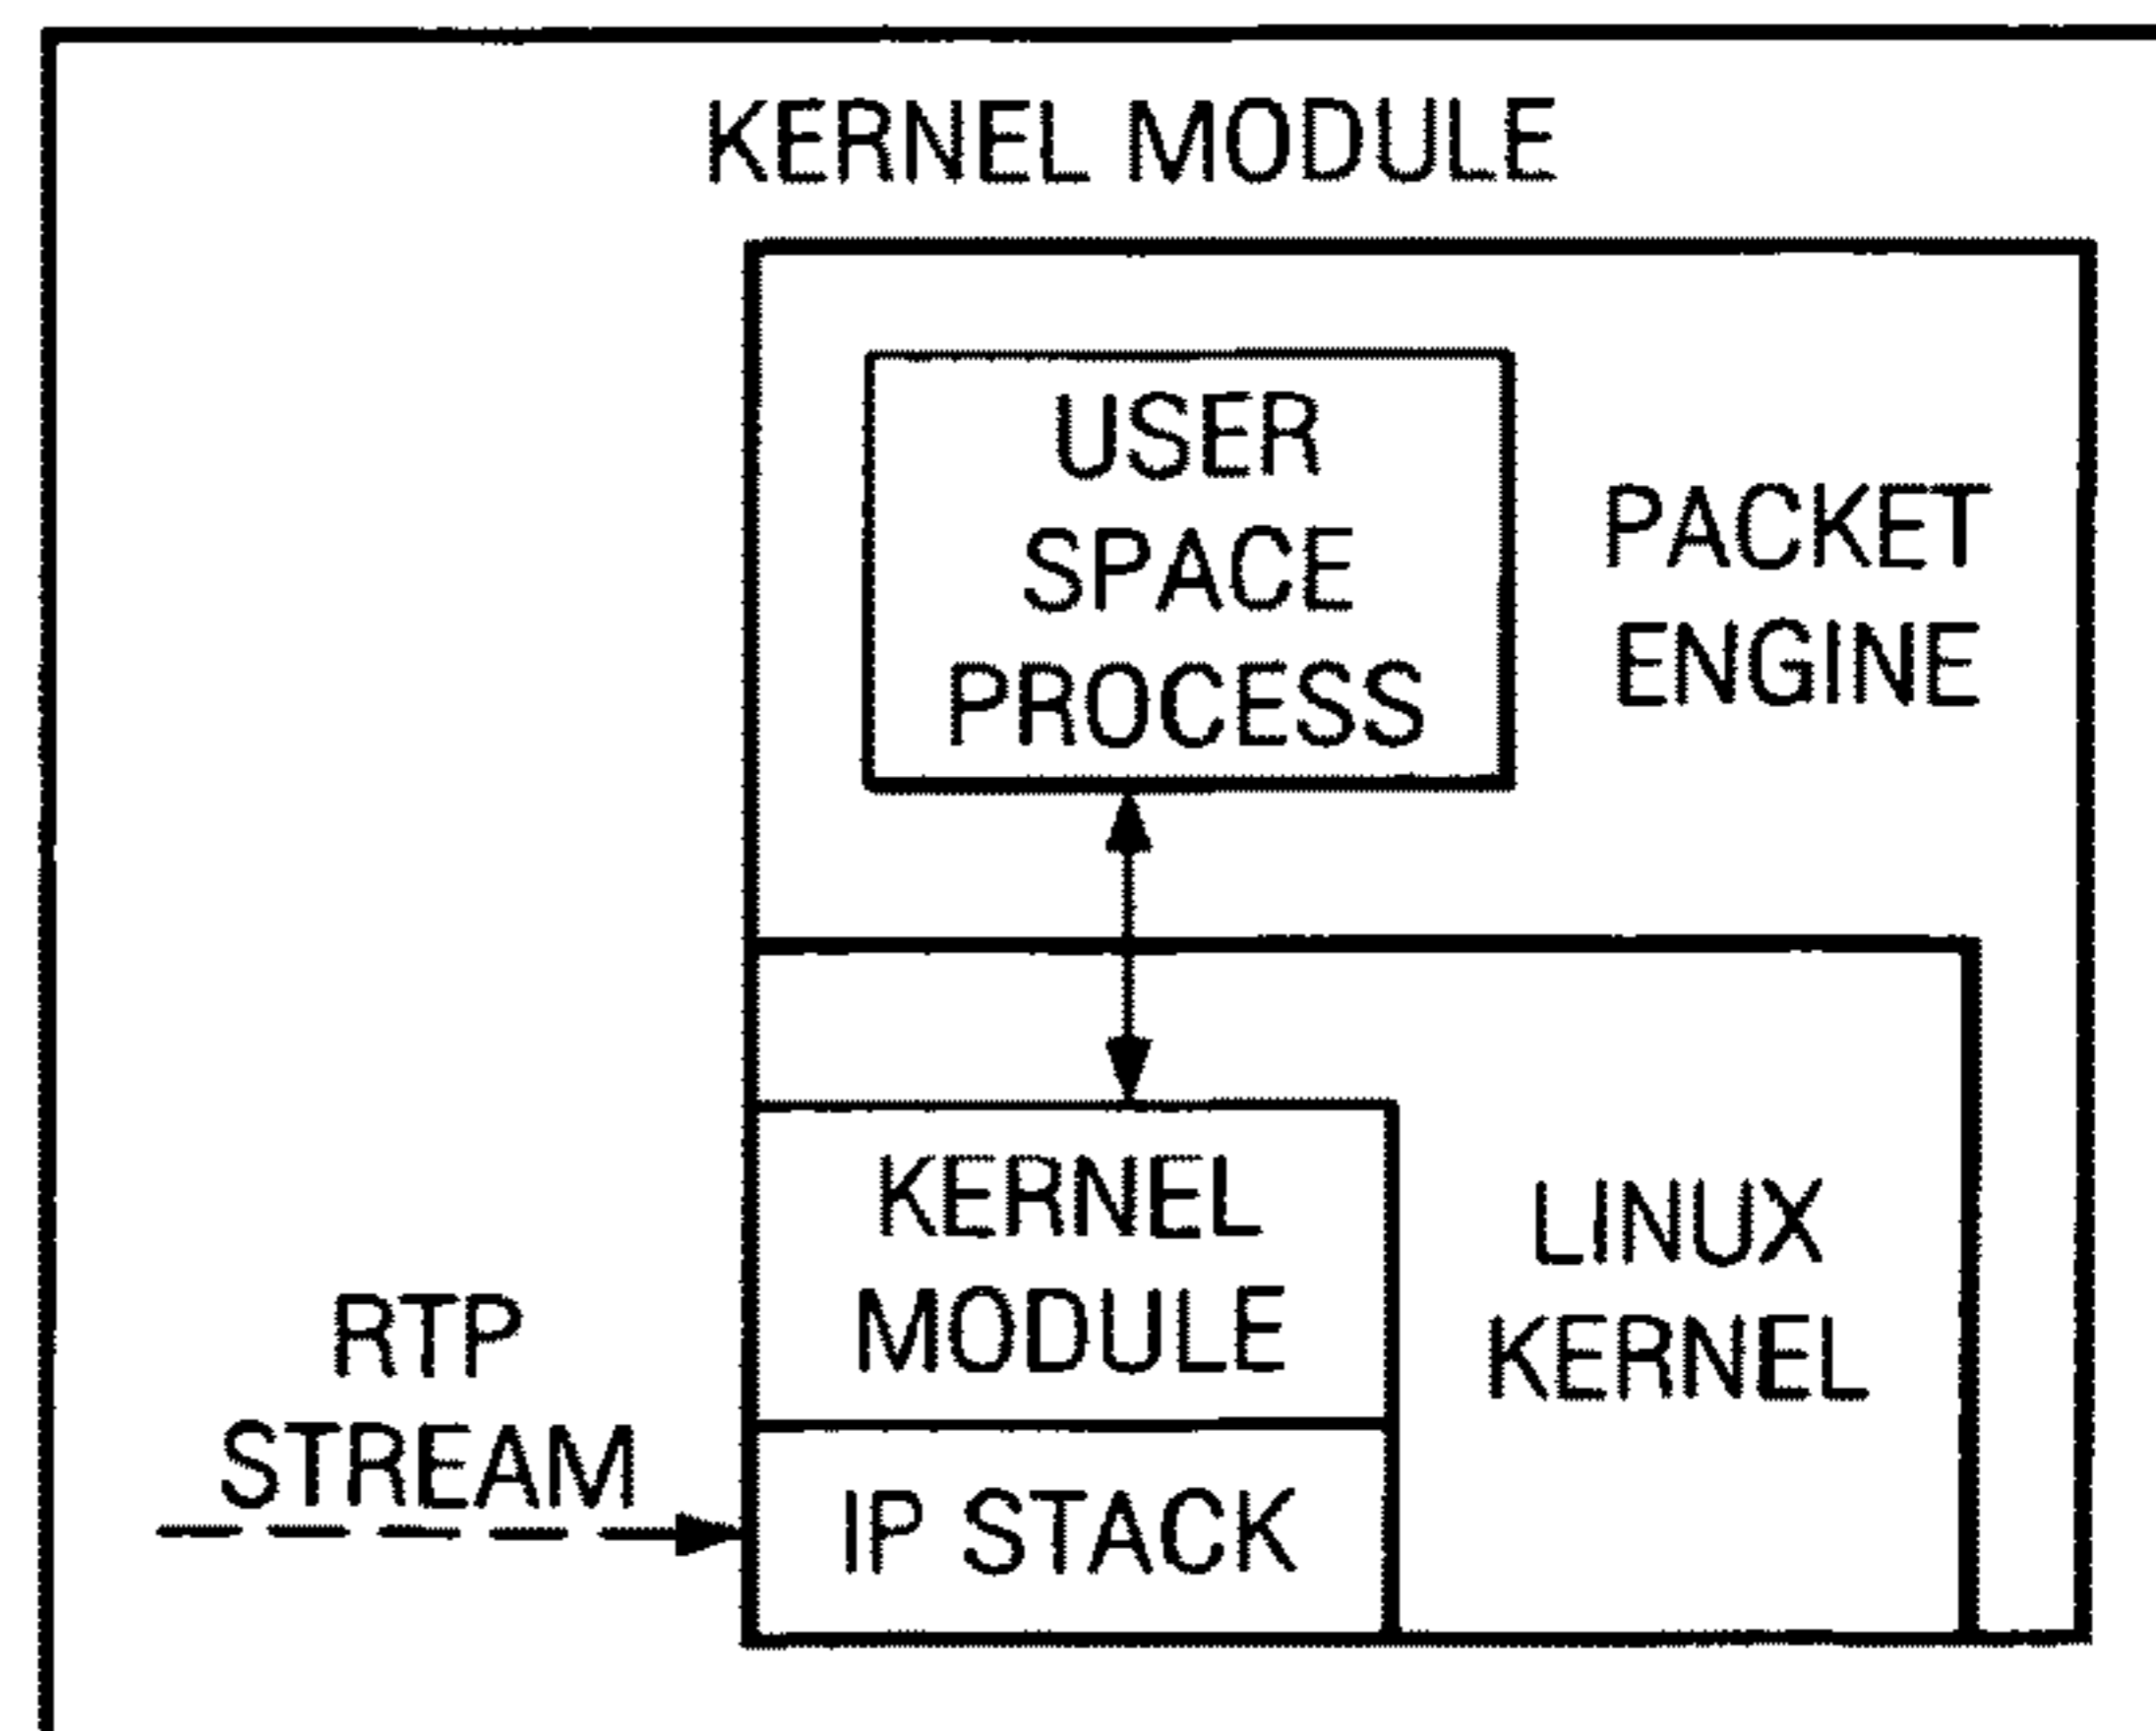 KERNEL MODULE
USER
SPACE
PROCESS
PACKET
ENGINE
KERNEL
MODULE
LINUX
KERNEL
RTP
STREAM
IP STACK